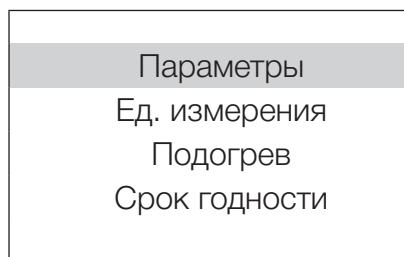 Параметры
Ед. измерения
Подогрев
Срок годности